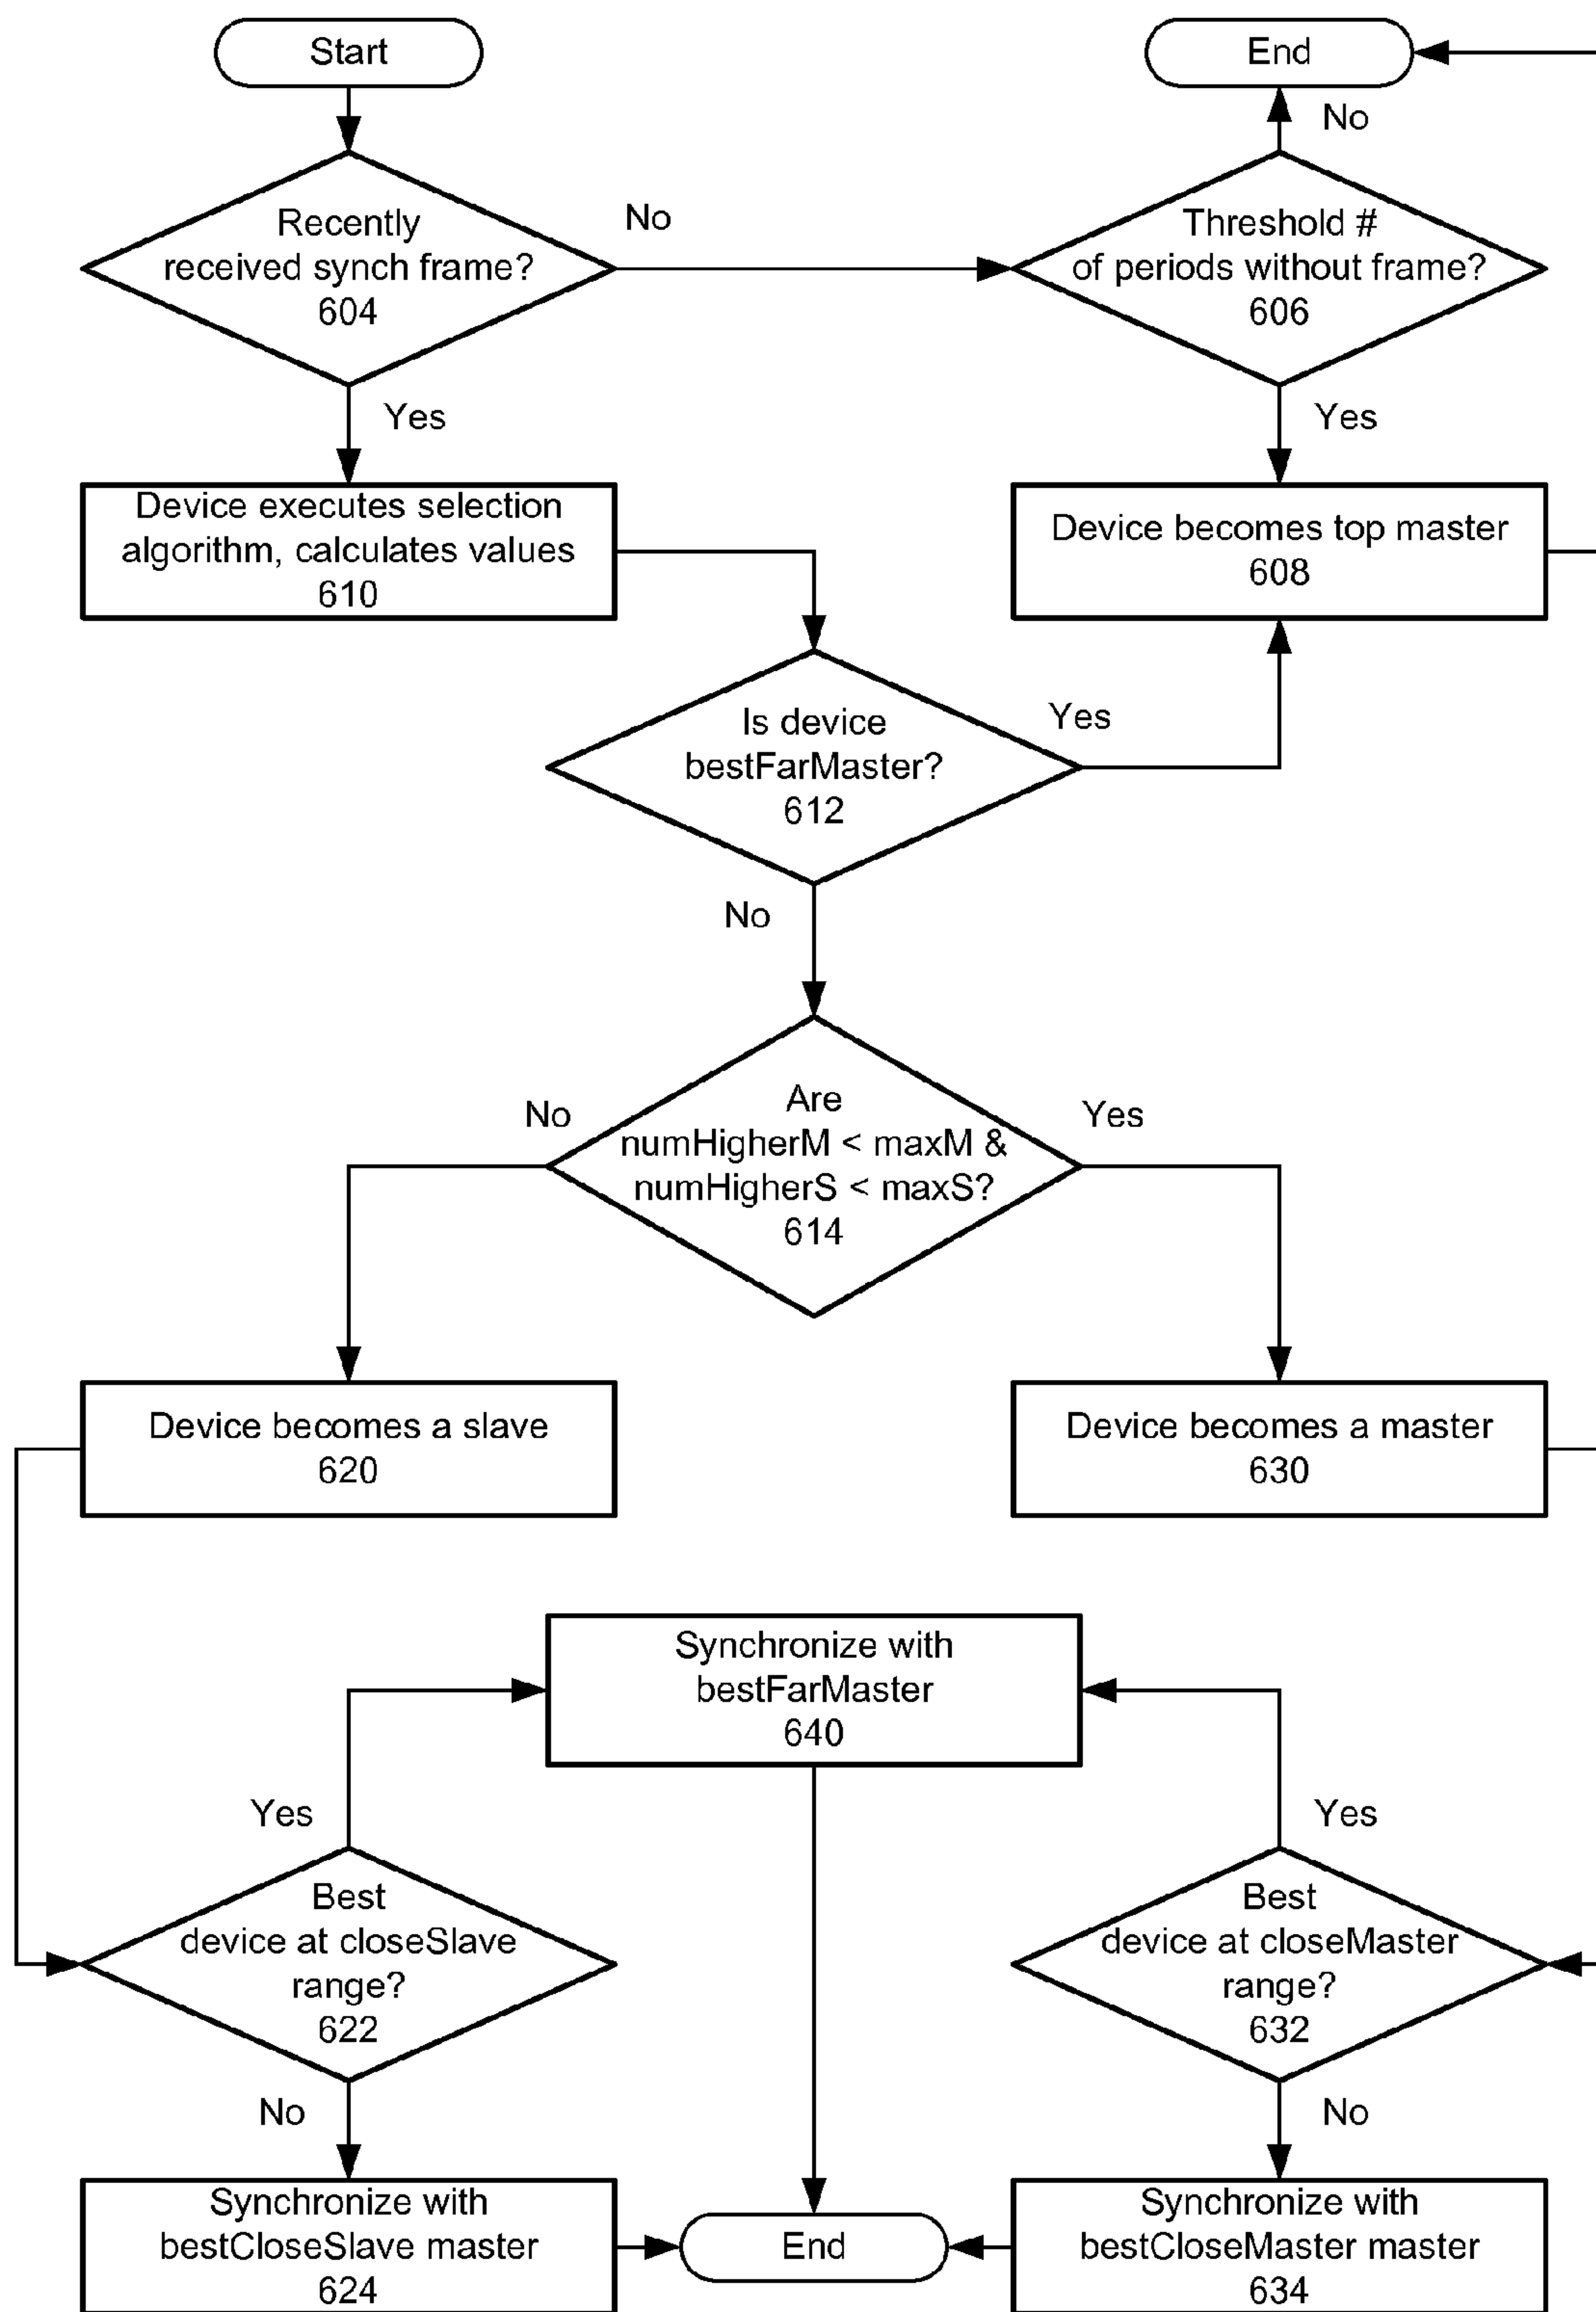 Start
End
No
Recently
received synch frame?
604
No
Threshold #
of periods without frame?
606
Yes
Yes
Device executes selection
algorithm, calculates values
610
Device becomes top master
608
Is device
bestFarMaster?
612
Yes
No
Are
numHigherM < maxM &
numHigherS < maxS?
614
No
Yes
Device becomes a slave
620
Device becomes a master
630
Synchronize with
bestFarMaster
640
Yes
Yes
Best
device at closeSlave
range?
622
Best
device at closeMaster
range?
632
No
No
Synchronize with
bestCloseSlave master
624
End
Synchronize with
bestCloseMaster master
634